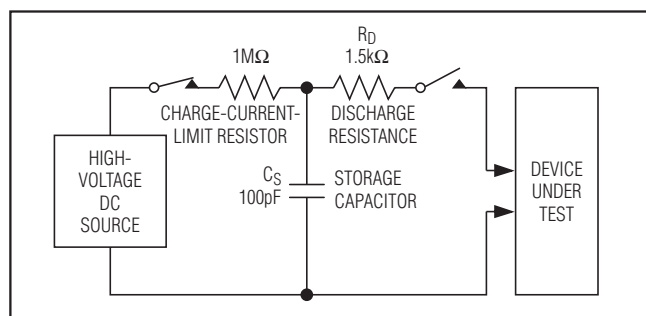 R_D
1MΩ
1.5kΩ
CHARGE-CURRENT-
LIMIT RESISTOR
DISCHARGE
RESISTANCE
HIGH-
VOLTAGE
DC
SOURCE
C_S
100pF
STORAGE
CAPACITOR
DEVICE
UNDER
TEST